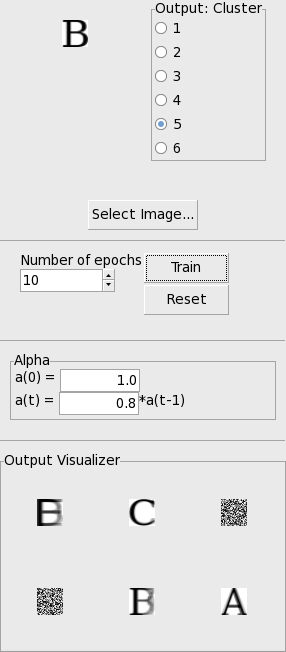 B
Output: Cluster
1
2
3
4
5
6
Select Image...
Number of epochs
10
Train
Reset
Alpha
a(0) = 1.0
a(t) = 0.8 *a(t-1)
Output Visualizer
C
B A